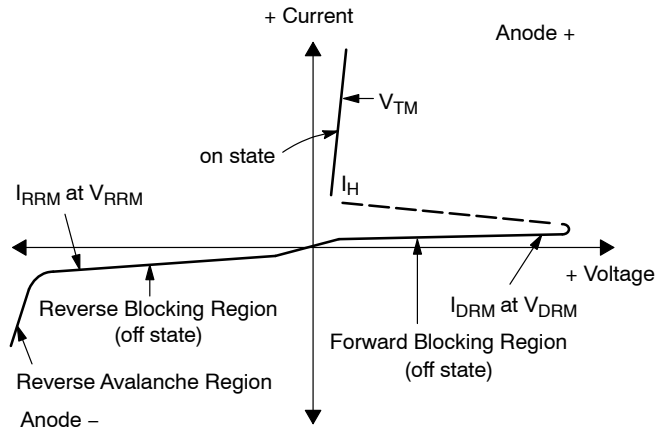 + Current
Anode +
V_TM
on state
I_H
I_RRM at V_RRM
+ Voltage
Reverse Blocking Region
(off state)
I_DRM at V_DRM
Forward Blocking Region
(off state)
Reverse Avalanche Region
Anode −